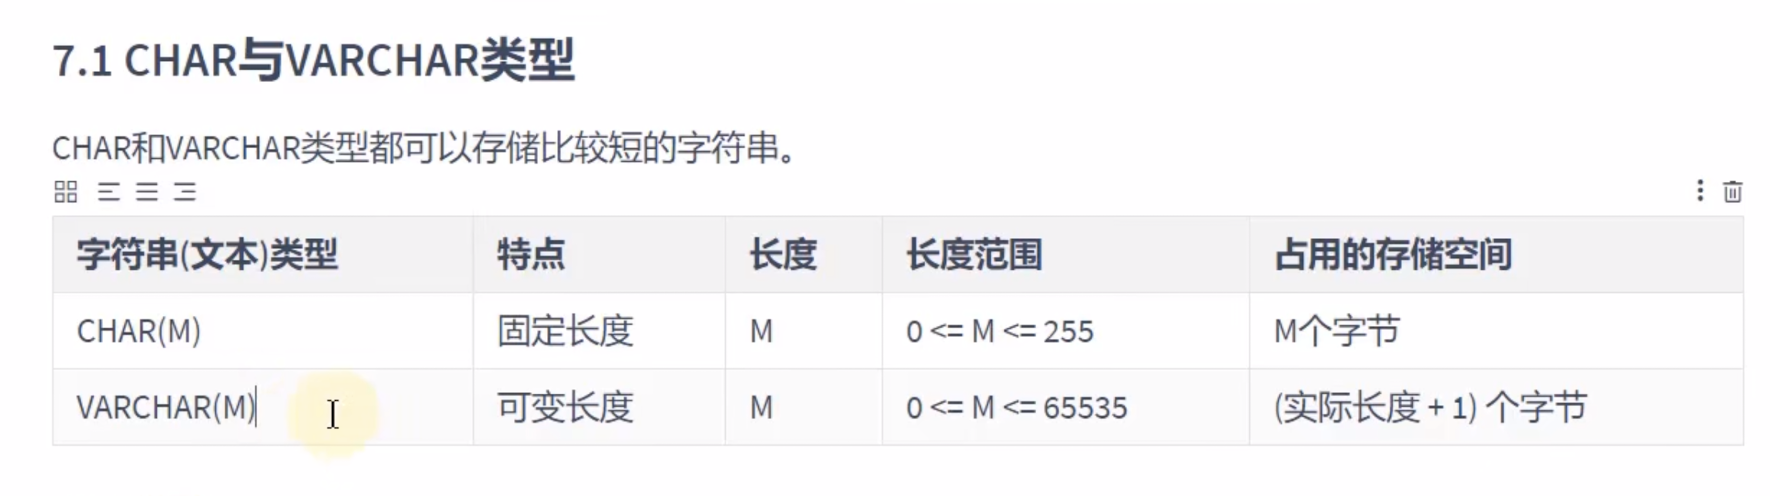 7.1 CHAR与VARCHAR类型
CHAR和VARCHAR类型都可以存储比较短的字符串。
字符串(文本)类型 特点 长度 长度范围 占用的存储空间
CHAR(M) 固定长度 M 0 <= M <= 255 M个字节
VARCHAR(M) 可变长度 M 0 <= M <= 65535 (实际长度 + 1) 个字节